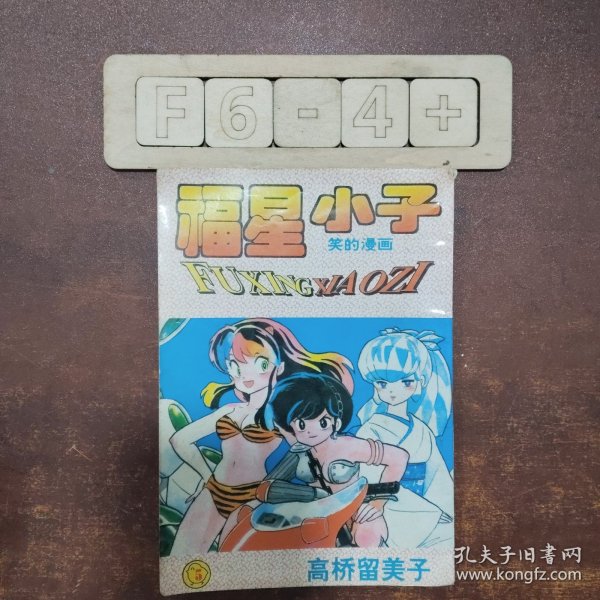 F6-4+
福星小子
笑的漫画
FUXING XIAOZI
高桥留美子
孔夫子旧书网
www.kongfz.com